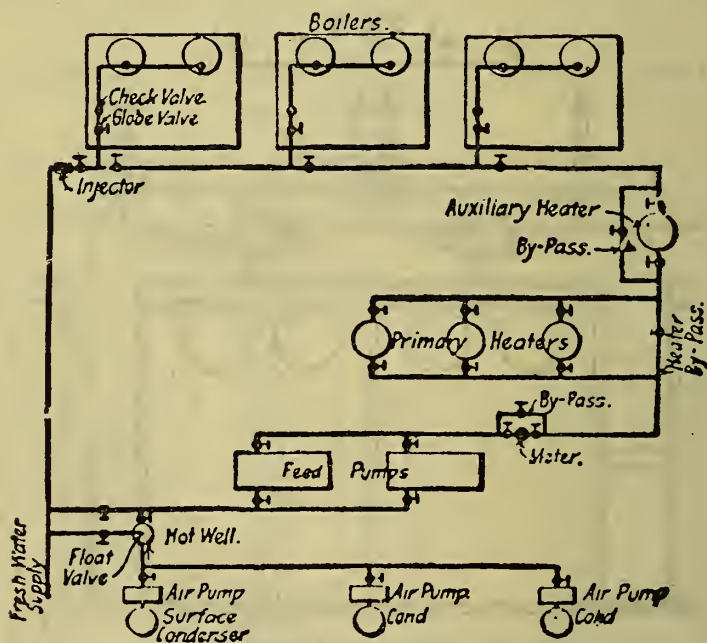 Boilers.
Check Valve
Globe Valve
Injector
Auxiliary Heater
By-Pass.
Primary Heaters
Heater
By-Pass.
By-Pass.
Meter.
Feed Pumps
Hot Well.
Float
Valve
Fresh Water
Supply
Air Pump
Surface
Condenser
Air Pump
Cond
Air Pump
Cond